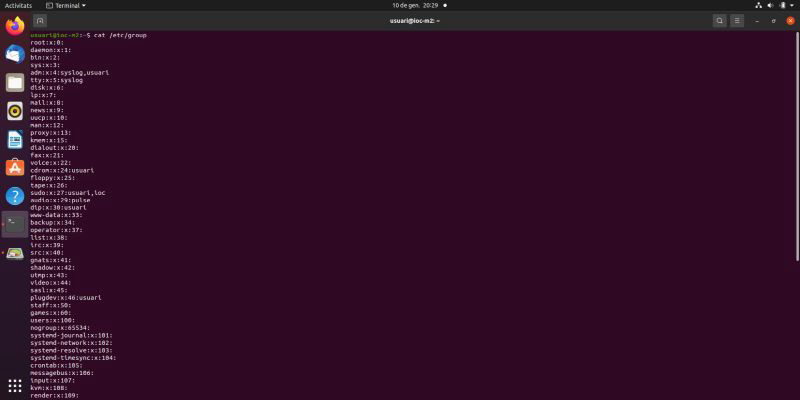 Activitats
Terminal
10 de gen. 20:29
usuari@ioc-m2: ~
usuari@ioc-m2:~$ cat /etc/group
root:x:0:
daemon:x:1:
bin:x:2:
sys:x:3:
adm:x:4:syslog,usuari
tty:x:5:syslog
disk:x:6:
lp:x:7:
mail:x:8:
news:x:9:
uucp:x:10:
man:x:12:
proxy:x:13:
kmem:x:15:
dialout:x:20:
fax:x:21:
voice:x:22:
cdrom:x:24:usuari
floppy:x:25:
tape:x:26:
sudo:x:27:usuari,ioc
audio:x:29:pulse
dip:x:30:usuari
www-data:x:33:
backup:x:34:
operator:x:37:
list:x:38:
irc:x:39:
src:x:40:
gnats:x:41:
shadow:x:42:
utmp:x:43:
video:x:44:
sasl:x:45:
plugdev:x:46:usuari
staff:x:50:
games:x:60:
users:x:100:
nogroup:x:65534:
systemd-journal:x:101:
systemd-network:x:102:
systemd-resolve:x:103:
systemd-timesync:x:104:
crontab:x:105:
messagebus:x:106:
input:x:107:
kvm:x:108:
render:x:109: